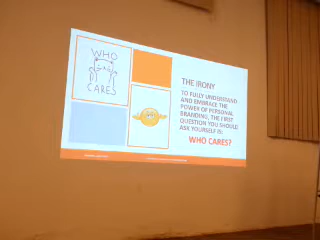 WHO
CARES
THE IRONY
TO FULLY UNDERSTAND
AND EMBRACE THE
POWER OF PERSONAL
BRANDING, THE FIRST
QUESTION YOU SHOULD
ASK YOURSELF IS:
WHO CARES?